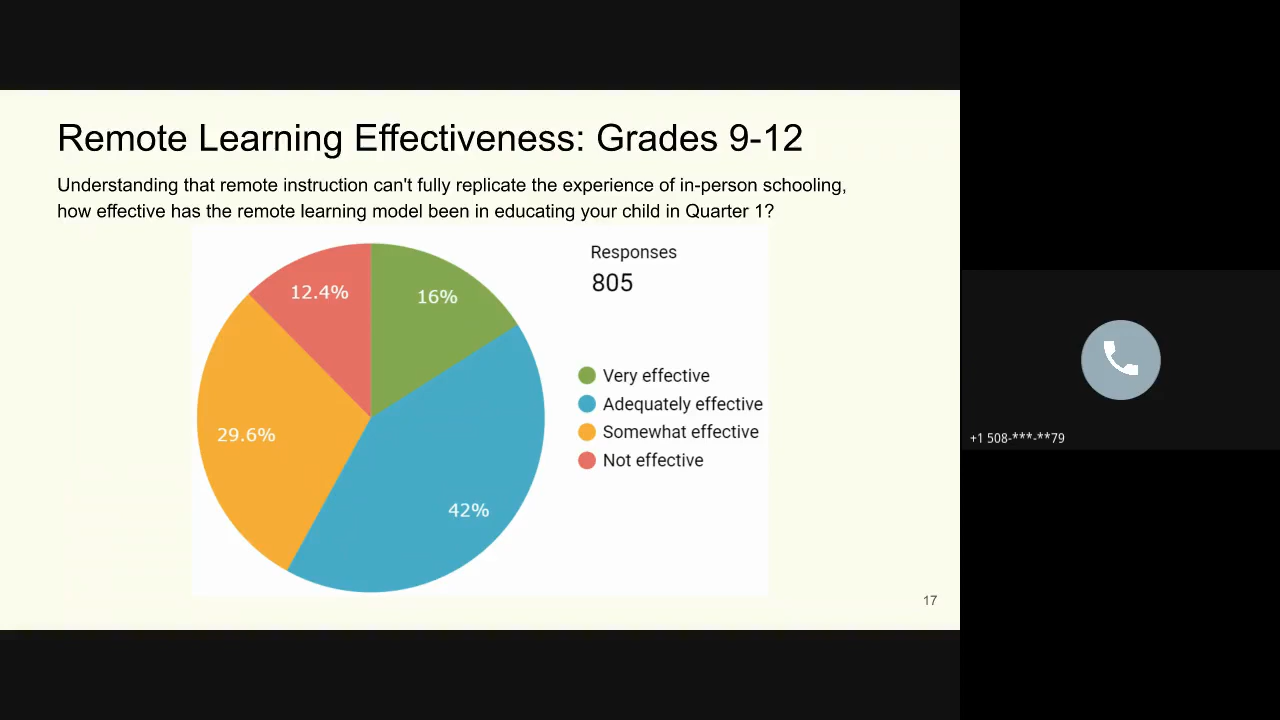 Remote Learning Effectiveness: Grades 9-12
Understanding that remote instruction can't fully replicate the experience of in-person schooling,
how effective has the remote learning model been in educating your child in Quarter 1?
Responses
805
12.4%
16%
29.6%
42%
Very effective
Adequately effective
Somewhat effective
Not effective
17
+1 508-***-**79